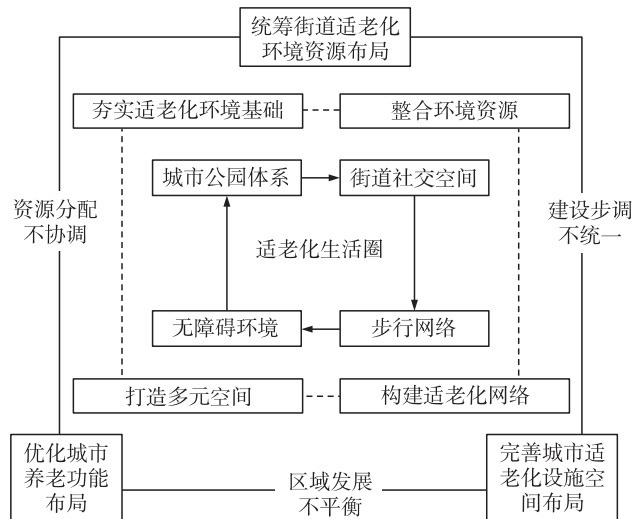 统筹街道适老化
环境资源布局
夯实适老化环境基础
整合环境资源
城市公园体系
街道社交空间
资源分配
不协调
建设步调
不统一
适老化生活圈
无障碍环境
步行网络
打造多元空间
构建适老化网络
优化城市
养老功能
布局
区域发展
不平衡
完善城市适
老化设施空
间布局